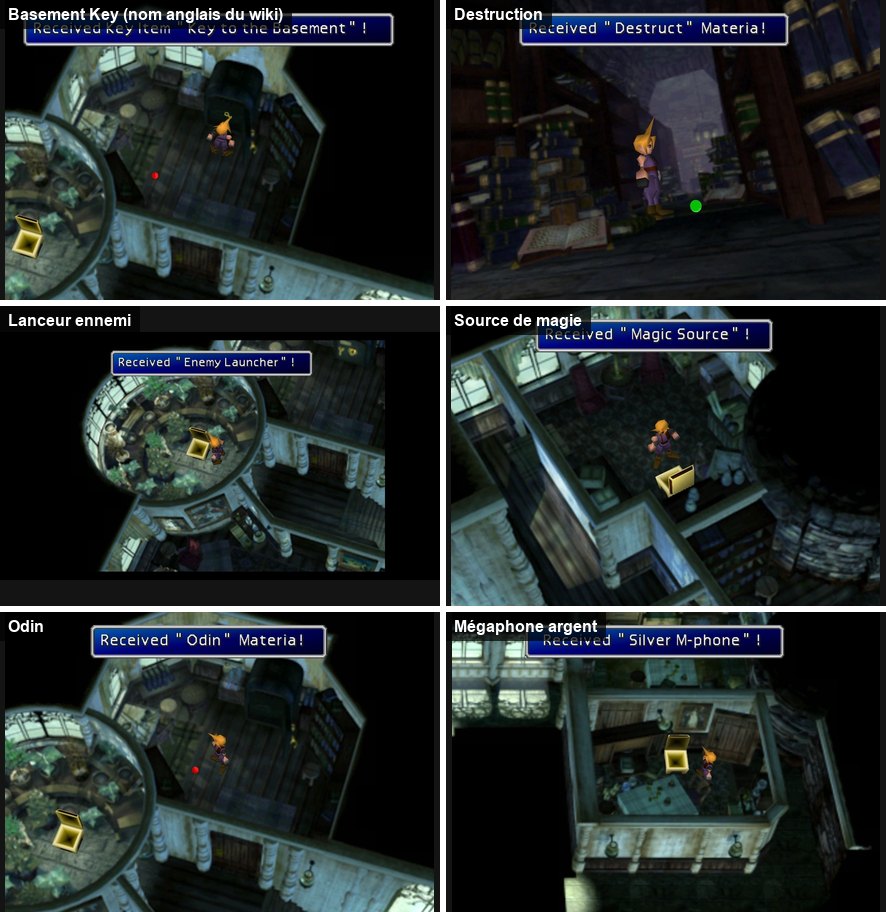 Basement Key (nom anglais du wiki)
Received Key Item "Key to the Basement" !
Destruction
Received "Destruct" Materia!
Lanceur ennemi
Received "Enemy Launcher" !
Source de magie
Received "Magic Source" !
Odin
Received "Odin" Materia!
Mégaphone argent
Received "Silver M-phone" !